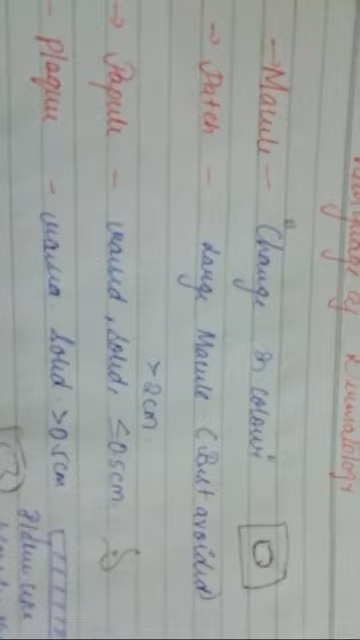 of Dermatology
→ Macule - "Change in colour"
→ Patch - Large Macule (But avoided)
>2cm.
→ Papule - raised, solid, ≤0.5cm.
- Plaque - raised solid >0.5cm